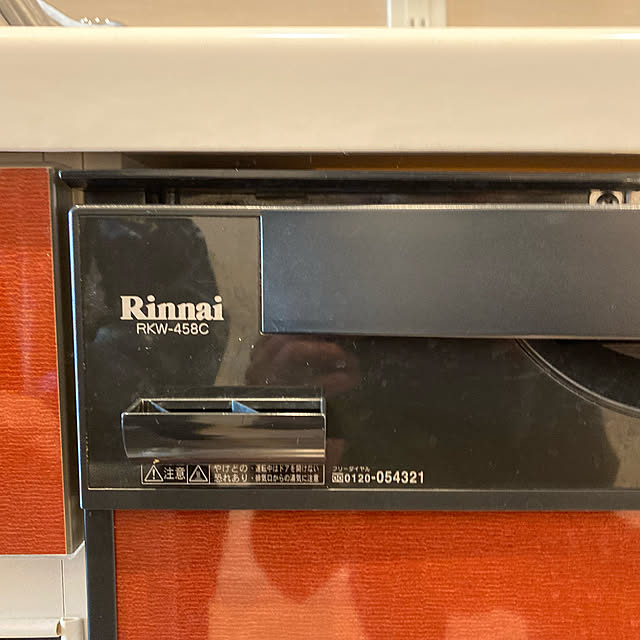 Rinnai
RKW-458C
注意
やけどの恐れあり
・運転中はドアを開けない
・排気口からの湯気に注意
フリーダイヤル
0120-054321